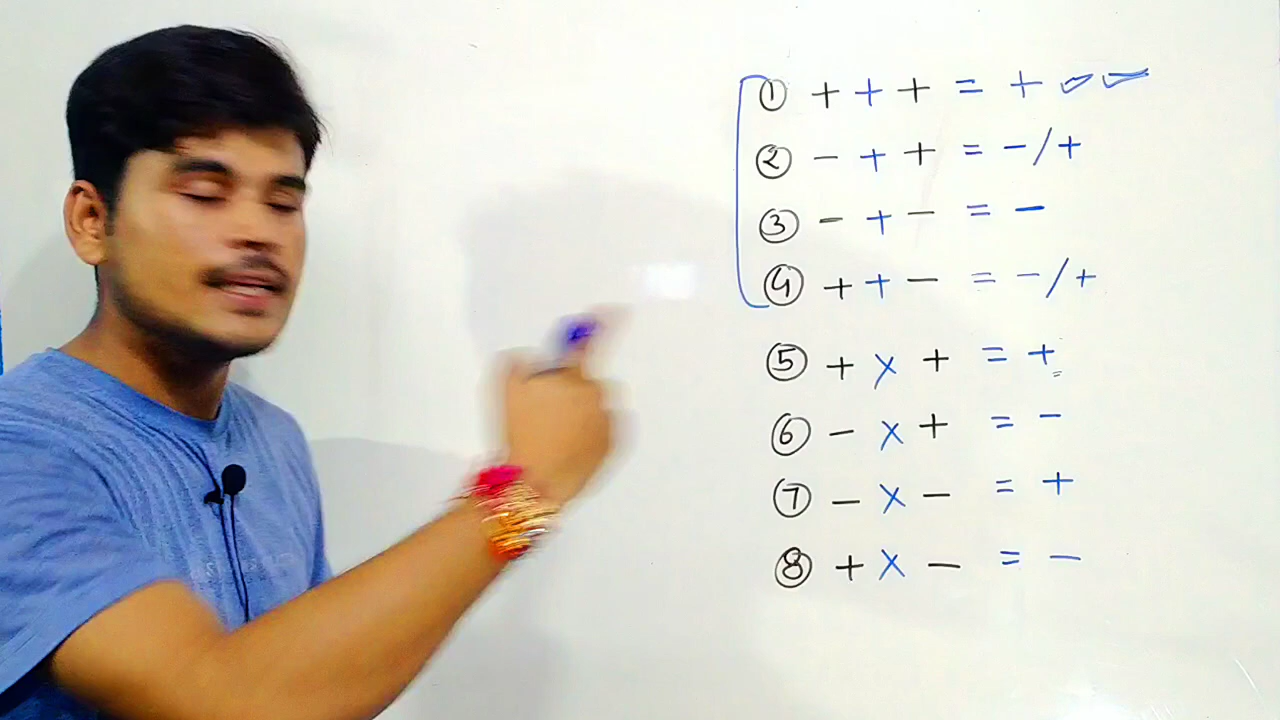 ① + + + = + ✓ ✓
② - + + = - / +
③ - + - = -
④ + + - = - / +
⑤ + x + = +
⑥ - x + = -
⑦ - x - = +
⑧ + x - = -